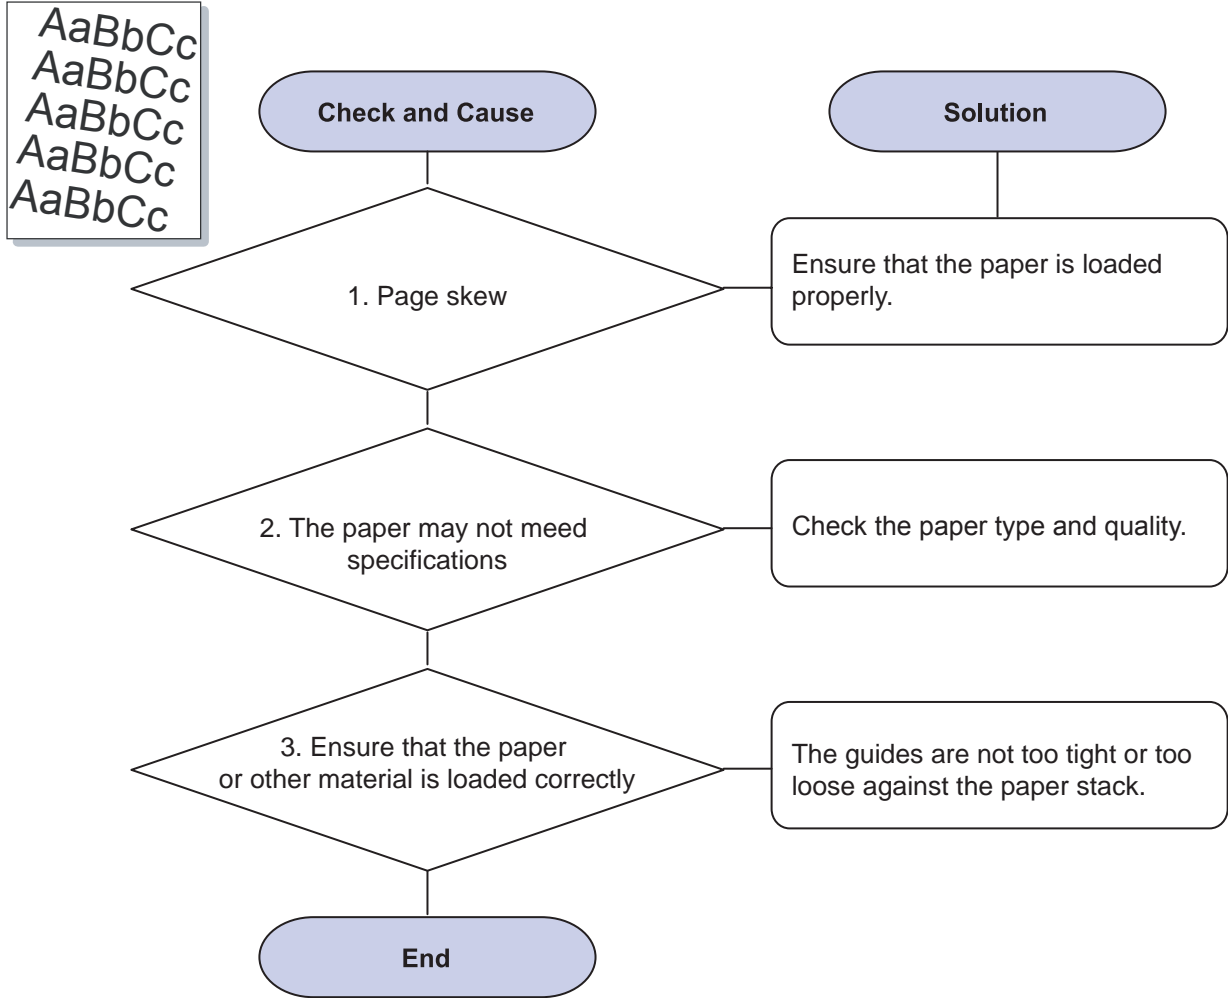 AaBbCc
AaBbCc
AaBbCc
AaBbCc
AaBbCc
Check and Cause
Solution
1. Page skew
Ensure that the paper is loaded
properly.
2. The paper may not meed
specifications
Check the paper type and quality.
3. Ensure that the paper
or other material is loaded correctly
The guides are not too tight or too
loose against the paper stack.
End